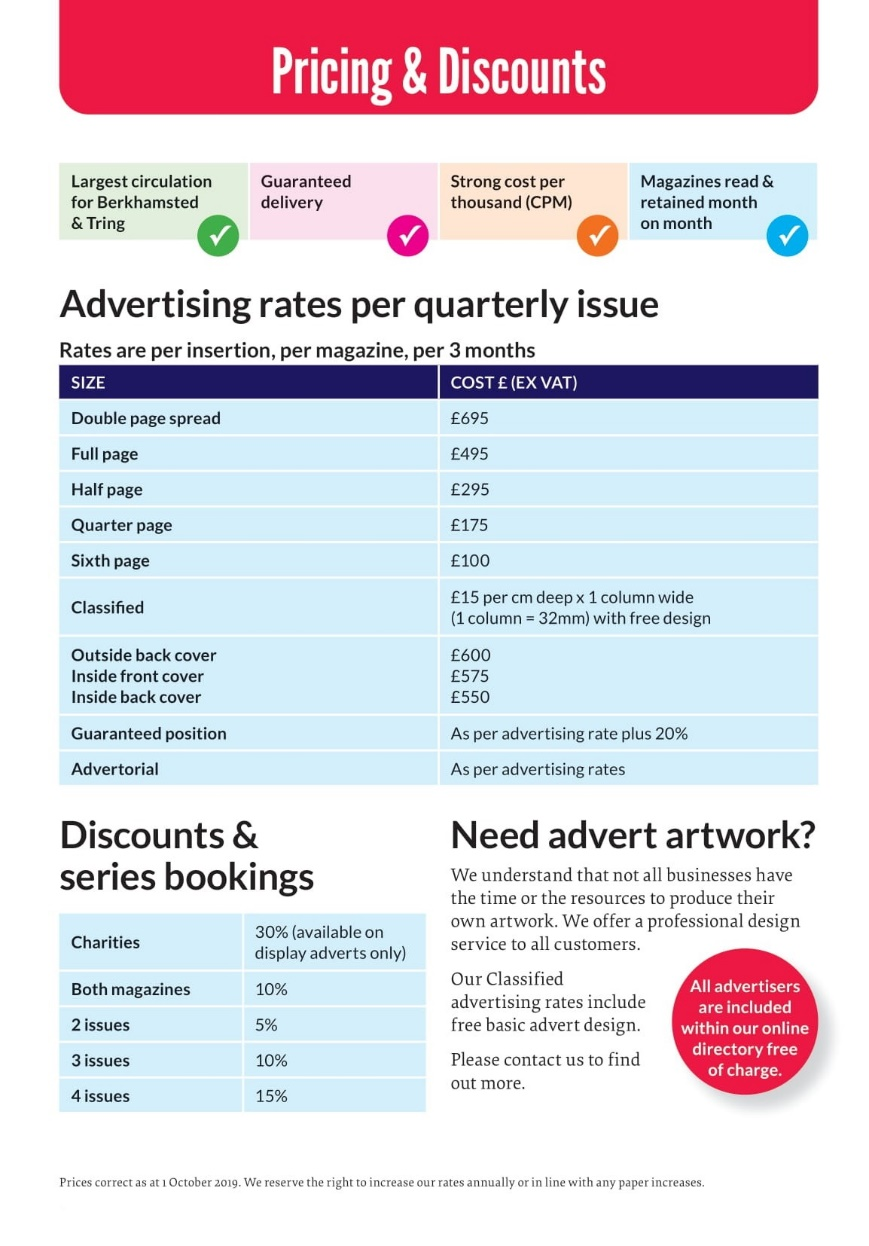 Pricing & Discounts
Largest circulation
for Berkhamsted
& Tring
Guaranteed
delivery
Strong cost per
thousand (CPM)
Magazines read &
retained month
on month
Advertising rates per quarterly issue
Rates are per insertion, per magazine, per 3 months
SIZE COST £ (EX VAT)
Double page spread £695
Full page £495
Half page £295
Quarter page £175
Sixth page £100
Classified £15 per cm deep x 1 column wide
(1 column = 32mm) with free design
Outside back cover £600
Inside front cover £575
Inside back cover £550
Guaranteed position As per advertising rate plus 20%
Advertorial As per advertising rates
Discounts &
series bookings
Charities 30% (available on
display adverts only)
Both magazines 10%
2 issues 5%
3 issues 10%
4 issues 15%
Need advert artwork?
We understand that not all businesses have
the time or the resources to produce their
own artwork. We offer a professional design
service to all customers.
Our Classified
advertising rates include
free basic advert design.
Please contact us to find
out more.
All advertisers
are included
within our online
directory free
of charge.
Prices correct as at 1 October 2019. We reserve the right to increase our rates annually or in line with any paper increases.